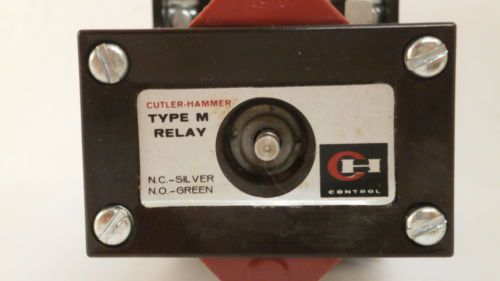 CUTLER-HAMMER
TYPE M
RELAY
N.C.-SILVER
N.O.-GREEN
CH
CONTROL